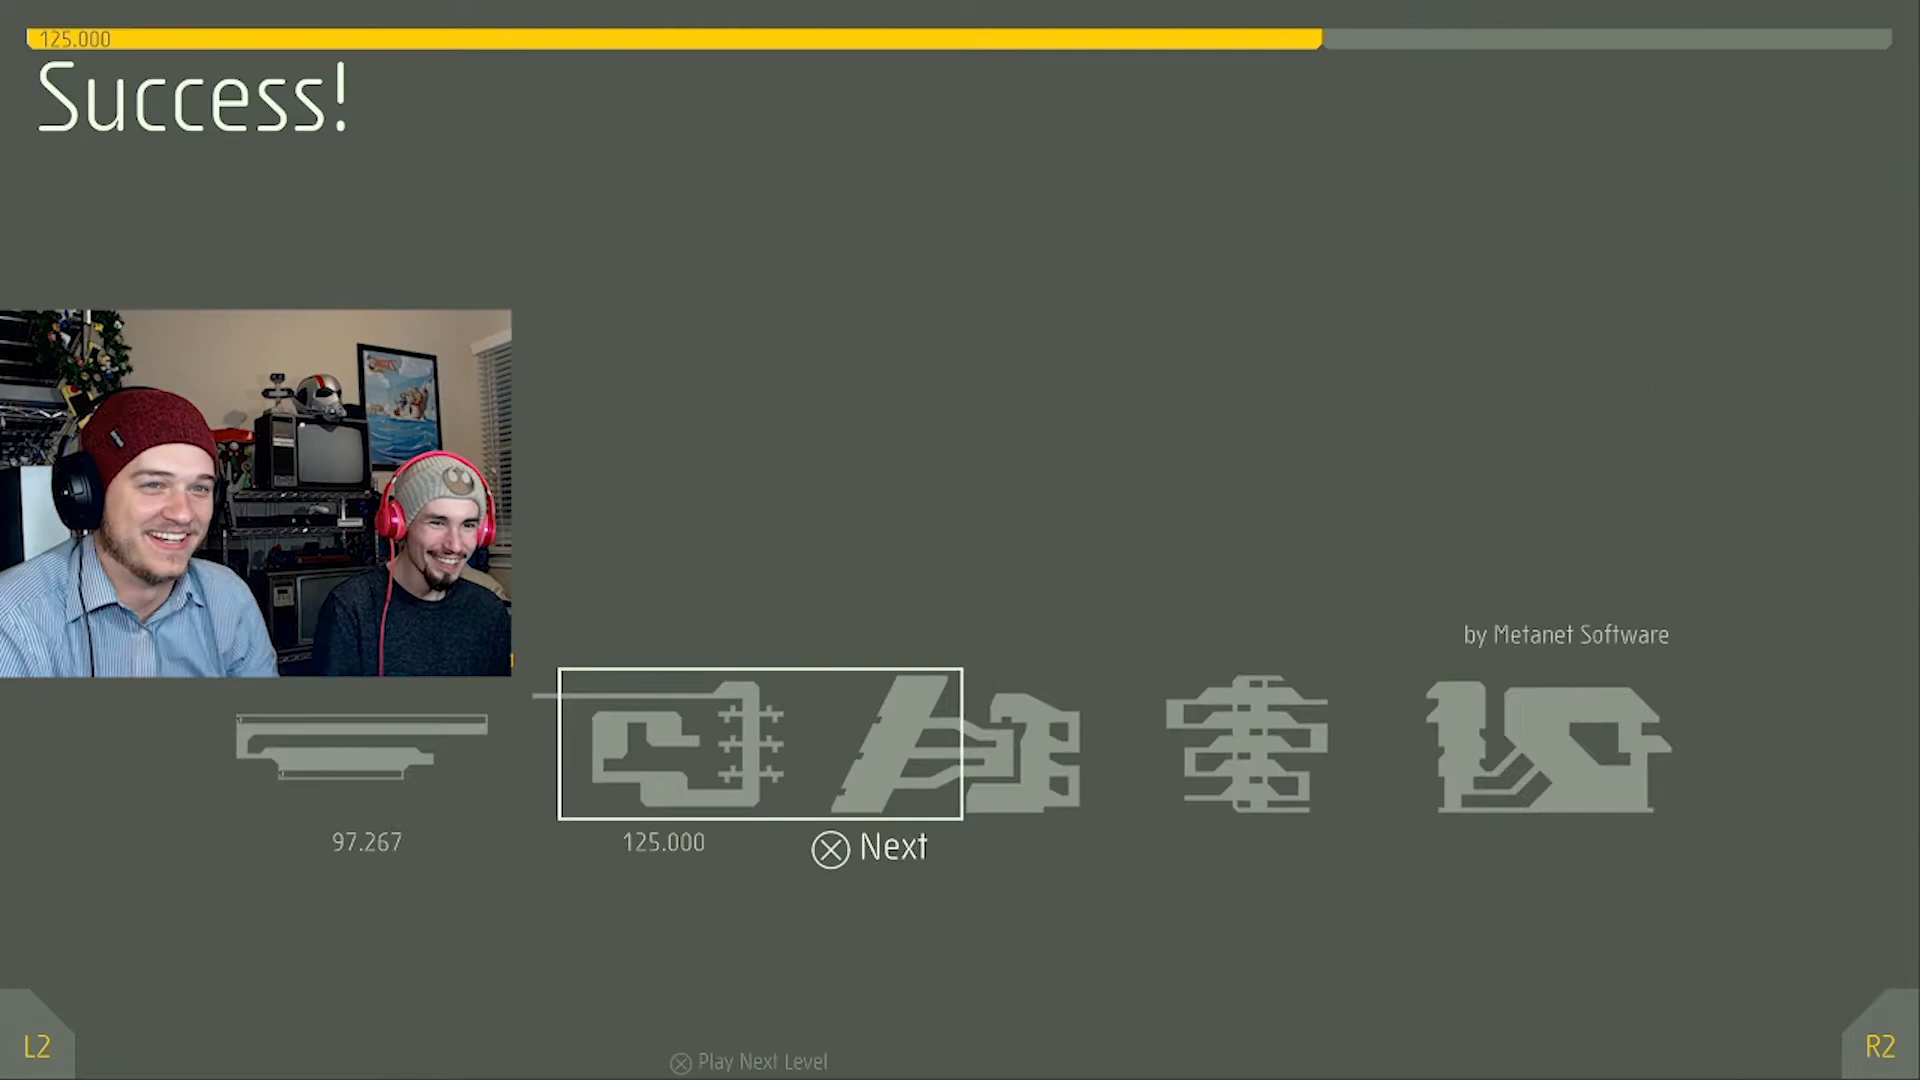 125.000
Success!
by Metanet Software
97.267
125.000
Next
L2
R2
Play Next Level